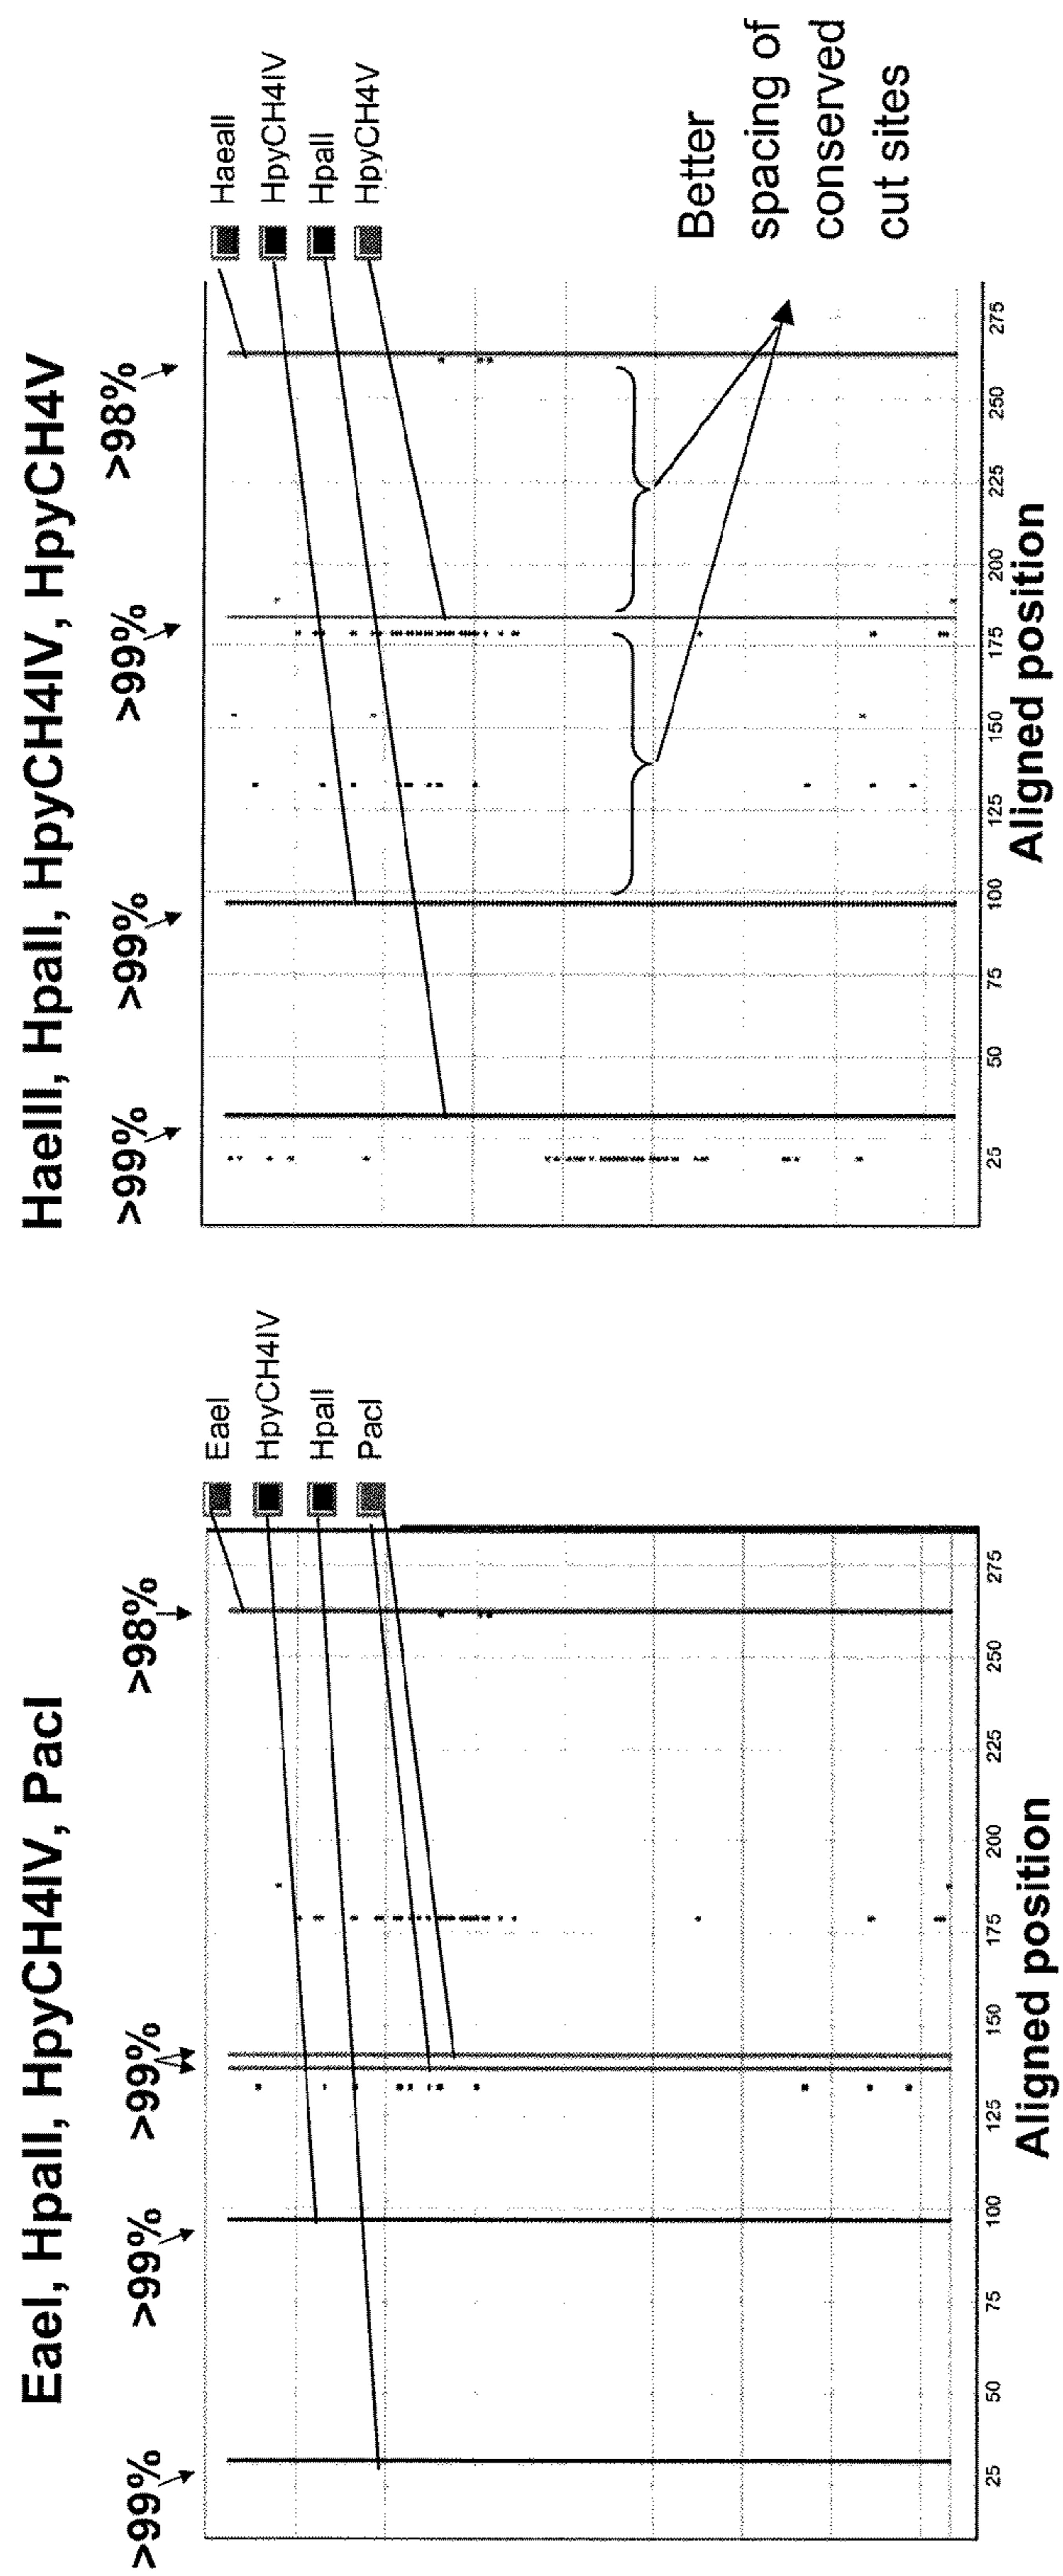 EaeI, HpaII, HpyCH4IV, PacI
>99% >99% >99% >98%
EaeI
HpyCH4IV
HpaII
PacI
25 50 75 100 125 150 175 200 225 250 275
Aligned position
HaeIII, HpaII, HpyCH4IV, HpyCH4V
>99% >99% >99% >98%
HaeaII
HpyCH4IV
HpaII
HpyCH4V
Better
spacing of
conserved
cut sites
25 50 75 100 125 150 175 200 225 250 275
Aligned position